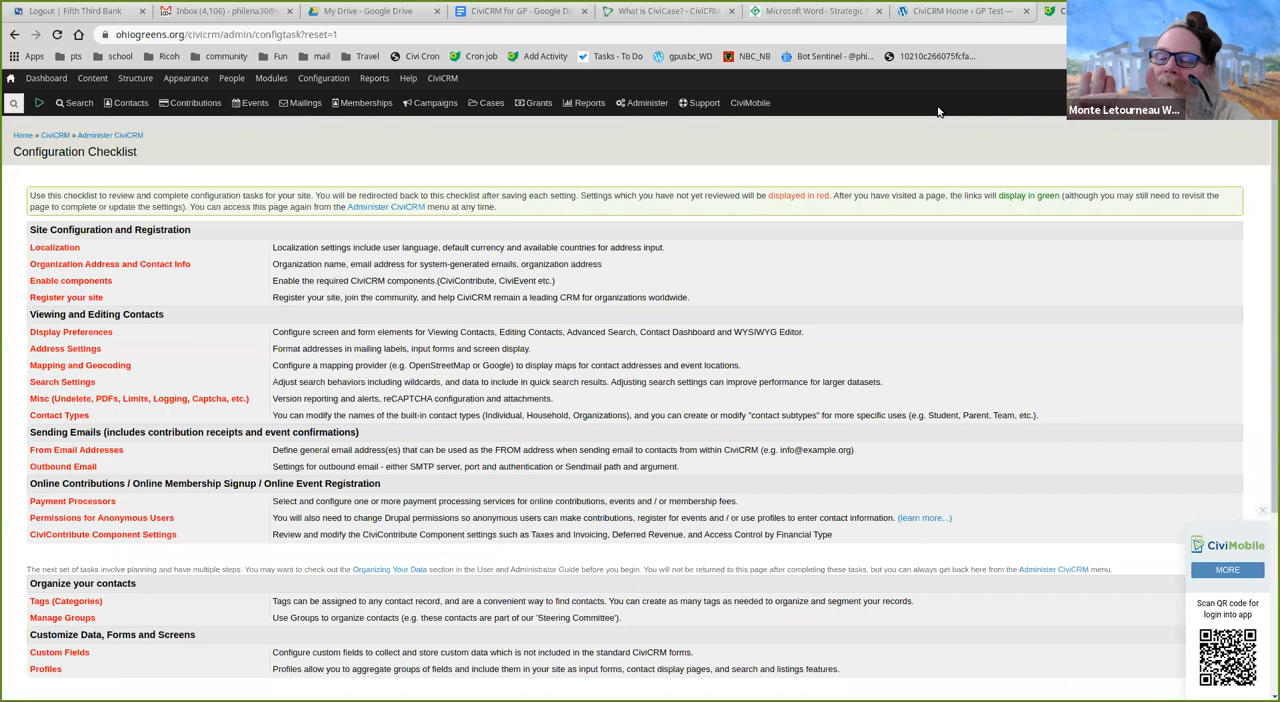 Logout | Fifth Third Bank
Inbox (4,106) - philena30@
My Drive - Google Drive
CiviCRM for GP - Google D
What is CiviCase? - CiviCRM
Microsoft Word - Strategic
CiviCRM Home ‹ GP Test —
C
ohiogreens.org/civicrm/admin/configtask?reset=1
Apps pts school Ricoh community Fun mail Travel Civi Cron Cron job Add Activity Tasks - To Do gpusbc_WD NBC_NB Bot Sentinel - @phi... 10210c266075fcfa...
Dashboard Content Structure Appearance People Modules Configuration Reports Help CiviCRM
Search Contacts Contributions Events Mailings Memberships Campaigns Cases Grants Reports Administer Support CiviMobile
Monte Letourneau W...
Home » CiviCRM » Administer CiviCRM
Configuration Checklist
Use this checklist to review and complete configuration tasks for your site. You will be redirected back to this checklist after saving each setting. Settings which you have not yet reviewed will be displayed in red. After you have visited a page, the links will display in green (although you may still need to revisit the
page to complete or update the settings). You can access this page again from the Administer CiviCRM menu at any time.
Site Configuration and Registration
Localization Localization settings include user language, default currency and available countries for address input.
Organization Address and Contact Info Organization name, email address for system-generated emails, organization address
Enable components Enable the required CiviCRM components.(CiviContribute, CiviEvent etc.)
Register your site Register your site, join the community, and help CiviCRM remain a leading CRM for organizations worldwide.
Viewing and Editing Contacts
Display Preferences Configure screen and form elements for Viewing Contacts, Editing Contacts, Advanced Search, Contact Dashboard and WYSIWYG Editor.
Address Settings Format addresses in mailing labels, input forms and screen display.
Mapping and Geocoding Configure a mapping provider (e.g. OpenStreetMap or Google) to display maps for contact addresses and event locations.
Search Settings Adjust search behaviors including wildcards, and data to include in quick search results. Adjusting search settings can improve performance for larger datasets.
Misc (Undelete, PDFs, Limits, Logging, Captcha, etc.) Version reporting and alerts, reCAPTCHA configuration and attachments.
Contact Types You can modify the names of the built-in contact types (Individual, Household, Organizations), and you can create or modify "contact subtypes" for more specific uses (e.g. Student, Parent, Team, etc.).
Sending Emails (includes contribution receipts and event confirmations)
From Email Addresses Define general email address(es) that can be used as the FROM address when sending email to contacts from within CiviCRM (e.g. info@example.org)
Outbound Email Settings for outbound email - either SMTP server, port and authentication or Sendmail path and argument.
Online Contributions / Online Membership Signup / Online Event Registration
Payment Processors Select and configure one or more payment processing services for online contributions, events and / or membership fees.
Permissions for Anonymous Users You will also need to change Drupal permissions so anonymous users can make contributions, register for events and / or use profiles to enter contact information. (learn more...)
CiviContribute Component Settings Review and modify the CiviContribute Component settings such as Taxes and Invoicing, Deferred Revenue, and Access Control by Financial Type
The next set of tasks involve planning and have multiple steps. You may want to check out the Organizing Your Data section in the User and Administrator Guide before you begin. You will not be returned to this page after completing these tasks, but you can always get back here from the Administer CiviCRM menu.
Organize your contacts
Tags (Categories) Tags can be assigned to any contact record, and are a convenient way to find contacts. You can create as many tags as needed to organize and segment your records.
Manage Groups Use Groups to organize contacts (e.g. these contacts are part of our 'Steering Committee').
Customize Data, Forms and Screens
Custom Fields Configure custom fields to collect and store custom data which is not included in the standard CiviCRM forms.
Profiles Profiles allow you to aggregate groups of fields and include them in your site as input forms, contact display pages, and search and listings features.
CiviMobile
MORE
Scan QR code for
login into app